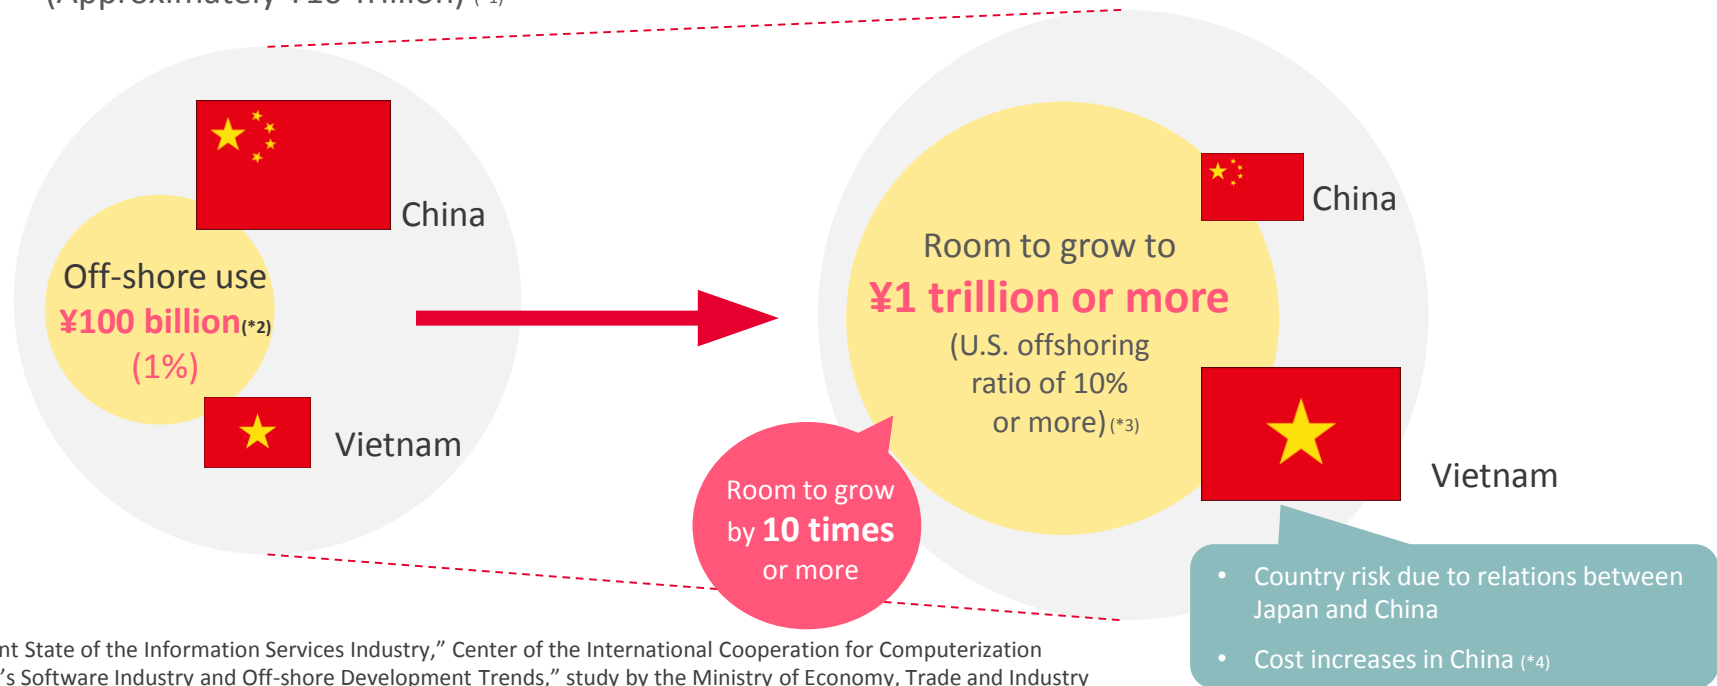 (Approximately ¥10 Trillion) (*1)
China
Off-shore use
¥100 billion(*2)
(1%)
Vietnam
China
Room to grow to
¥1 trillion or more
(U.S. offshoring
ratio of 10%
or more) (*3)
Vietnam
Room to grow
by 10 times
or more
• Country risk due to relations between
Japan and China
• Cost increases in China (*4)
nt State of the Information Services Industry,” Center of the International Cooperation for Computerization
’s Software Industry and Off-shore Development Trends,” study by the Ministry of Economy, Trade and Industry